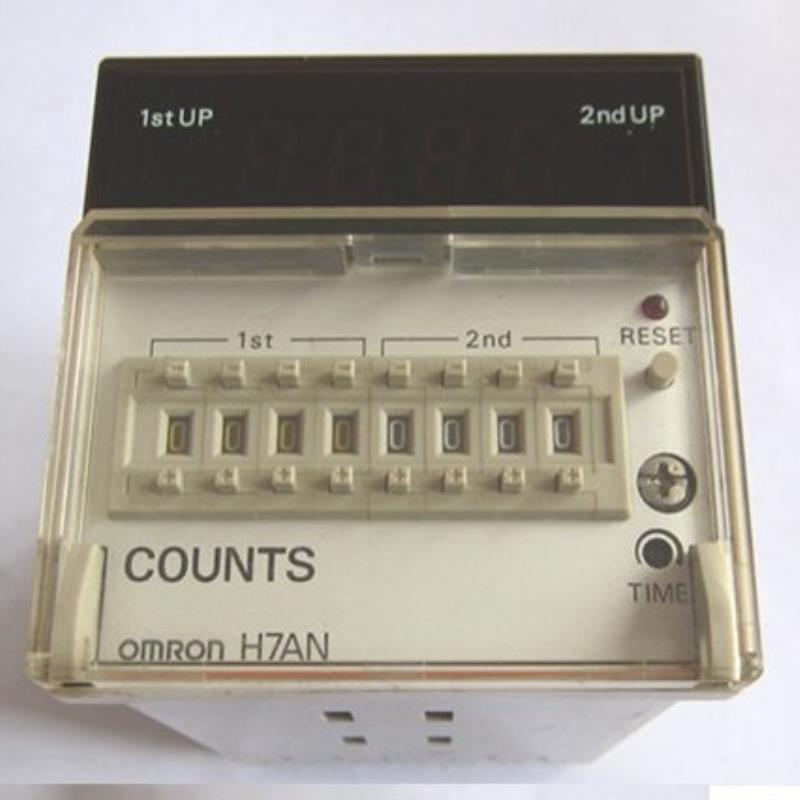 1st UP 2nd UP
1st 2nd
RESET
- - - - - - - -
0 0 0 0 0 0 0 0
+ + + + + + + +
COUNTS
TIME
omron H7AN